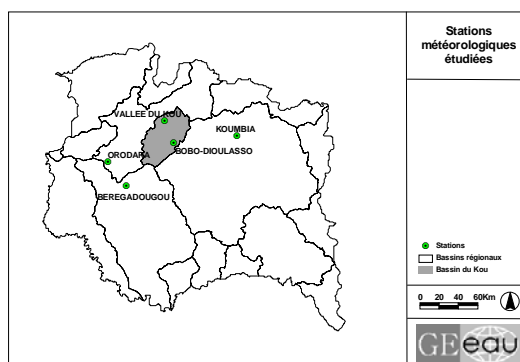 Stations
météorologiques
étudiées
VALLEE DU KOU
KOUMBIA
BOBO-DIOULASSO
ORODARA
BEREGADOUGOU
Stations
Bassins régionaux
Bassin du Kou
0 20 40 60Km
GEeau